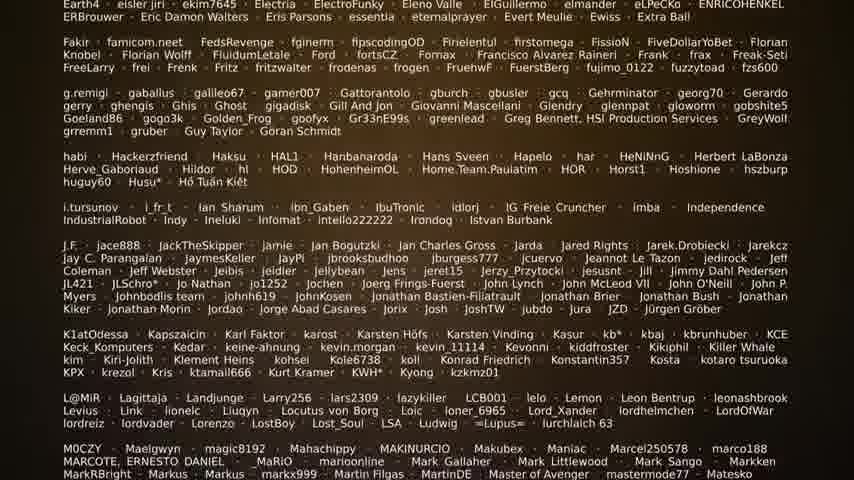 Earth4 · eisler jiri · ekim7645 · Electria · ElectroFunky · Eleno Valle · ElGuillermo · elmander · eLPeCKo · ENRICOHENKEL
ERBrouwer · Eric Damon Walters · Eris Parsons · essentia · eternalprayer · Evert Meulie · Ewiss · Extra Ball
Fakir · famicom.neet · FedsRevenge · fginerm · fipscodingOD · Firielentul · firstomega · FissioN · FiveDollarYoBet · Florian
Knobel · Florian Wolff · FluidumLetale · Ford · fortsCZ · Fornax · Francisco Alvarez Raineri · Frank · frax · Freak-Seti
FreeLarry · frei · Frenk · Fritz · fritzwalter · frodenas · frogen · FruehwF · FuerstBerg · fujimo_0122 · fuzzytoad · fzs600
g.remigi · gaballus · galileo67 · gamer007 · Gattorantolo · gburch · gbusler · gcq · Gehrminator · georg70 · Gerardo
gerry · ghengis · Ghis · Ghost · gigadisk · Gill And Jon · Giovanni Mascellani · Glendry · glennpat · gloworm · gobshite5
Goeland86 · gogo3k · Golden_Frog · goofyx · Gr33nE99s · greenlead · Greg Bennett, HSI Production Services · GreyWolf
grremm1 · gruber · Guy Taylor · Göran Schmidt
habi · Hackerzfriend · Haksu · HAL1 · Hanbanaroda · Hans Sveen · Hapelo · har · HeNiNnG · Herbert LaBonza
Herve_Gaboriaud · Hildor · hl · HOD · HohenheimOL · Home.Team.Pauiatim · HOR · Horst1 · Hoshione · hszburp
huguy60 · Husu* · Hồ Tuấn Kiệt
i.tursunov · i_fr_t · Ian Sharum · ibn_Gaben · IbuTronic · idlorj · IG Freie Cruncher · imba · Independence
IndustrialRobot · Indy · Ineluki · Infomat · intello222222 · Irondog · Istvan Burbank
J.F. · jace888 · JackTheSkipper · Jamie · Jan Bogutzki · Jan Charles Gross · Jarda · Jared Rights · Jarek.Drobiecki · Jarekcz
Jay C. Parangalan · JaymesKeller · JayPi · jbrooksbudhoo · jburgess777 · jcuervo · Jeannot Le Tazon · jedirock · Jeff
Coleman · Jeff Webster · Jeibis · jeidler · Jellybean · Jens · jeret15 · Jerzy_Przytocki · jesusnt · Jill · Jimmy Dahl Pedersen
JL421 · JLSchro* · Jo Nathan · jo1252 · Jochen · Joerg Frings-Fuerst · John Lynch · John McLeod VII · John O'Neill · John P.
Myers · Johnbodlis team · johnh619 · JohnKosen · Jonathan Bastien-Filiatrault · Jonathan Brier · Jonathan Bush · Jonathan
Kiker · Jonathan Morin · Jordao · Jorge Abad Casares · Jorix · Josh · JoshTW · jubdo · Jura · JZD · Jürgen Gröber
K1atOdessa · Kapszaicin · Karl Faktor · karost · Karsten Höfs · Karsten Vinding · Kasur · kb* · kbaj · kbrunhuber · KCE
Keck_Komputers · Kedar · keine-ahnung · kevin.morgan · kevin_11114 · Kevonni · kiddfroster · Kikiphil · Killer Whale
kim · Kiri-Jolith · Klement Heins · kohsei · Kole6738 · koli · Konrad Friedrich · Konstantin357 · Kosta · kotaro tsuruoka
KPX · krezol · Kris · ktamail666 · Kurt Kramer · KWH* · Kyong · kzkmz01
L@MiR · Lagittaja · Landjunge · Larry256 · lars2309 · lazykiller · LCB001 · lelo · Lemon · Leon Bentrup · leonashbrook
Levius · Link · lionelc · Liuqyn · Locutus von Borg · Loic · loner_6965 · Lord_Xander · lordhelmchen · LordOfWar
lordreiz · lordvader · Lorenzo · LostBoy · Lost_Soul · LSA · Ludwig · =Lupus= · lurchlaich 63
M0CZY · Maelgwyn · magic8192 · Mahachippy · MAKINURCIO · Makubex · Maniac · Marcel250578 · marco188
MARCOTE, ERNESTO DANIEL · _MaRiO · marioonline · Mark Gallaher · Mark Littlewood · Mark Sango · Markken
MarkRBright · Markus · Markus · markx999 · Martin Filgas · MartinDE · Master of Avenger · mastermode77 · Matesko